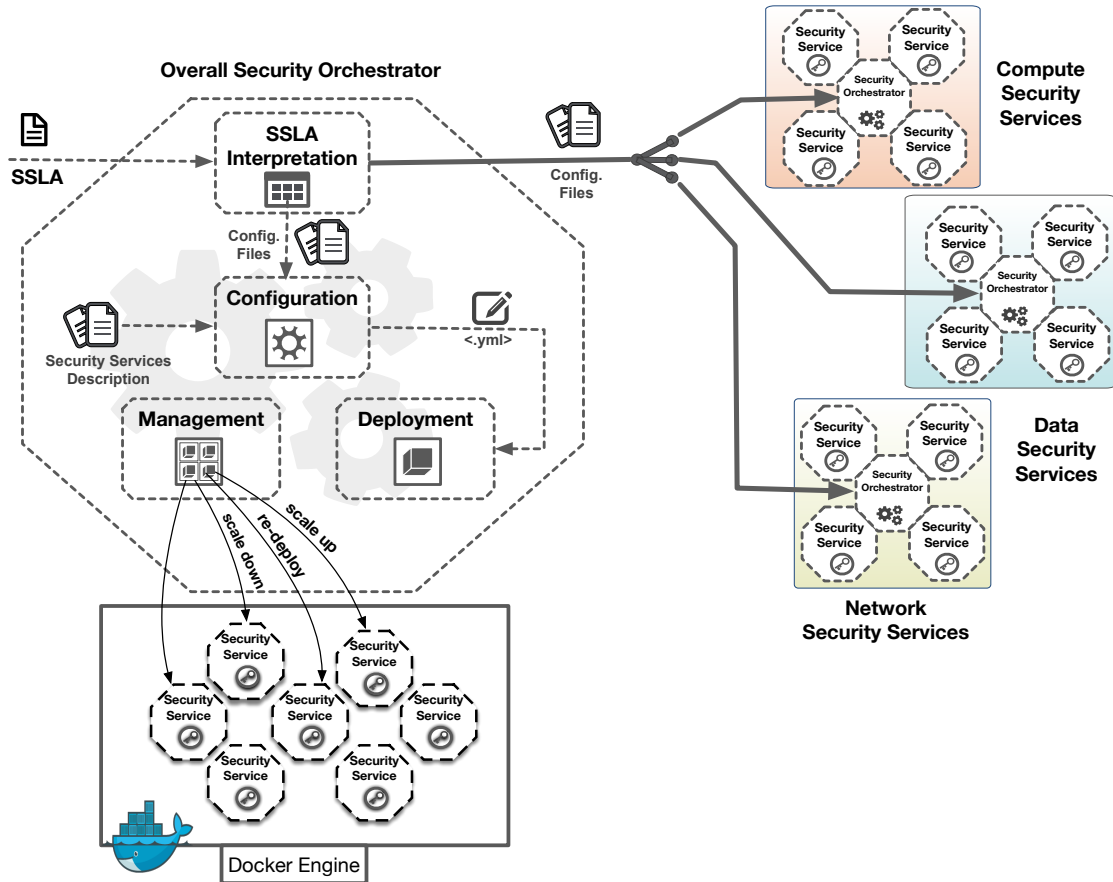 Overall Security Orchestrator
SSLA
SSLA
Interpretation
Config.
Files
Config.
Files
Configuration
Security Services
Description
<.yml>
Management
Deployment
scale down
re-deploy
scale up
Security
Service
Security
Service
Security
Service
Security
Service
Security
Service
Security
Service
Security
Service
Security
Service
Docker Engine
Security
Service
Security
Service
Security
Orchestrator
Security
Service
Security
Service
Compute
Security
Services
Security
Service
Security
Service
Security
Orchestrator
Security
Service
Security
Service
Data
Security
Services
Security
Service
Security
Service
Security
Orchestrator
Security
Service
Security
Service
Network
Security Services